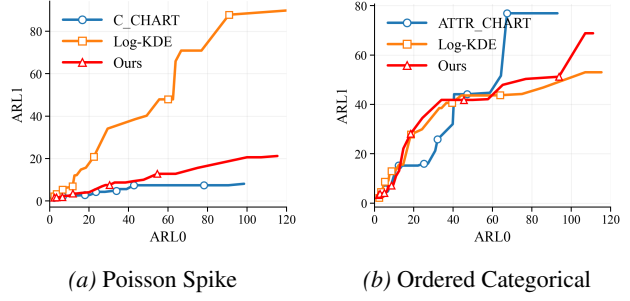 C_CHART
Log-KDE
Ours
ARL1
80
60
40
20
0
0 20 40 60 80 100 120
ARL0
(a) Poisson Spike
ATTR_CHART
Log-KDE
Ours
ARL1
80
60
40
20
0
0 20 40 60 80 100 120
ARL0
(b) Ordered Categorical